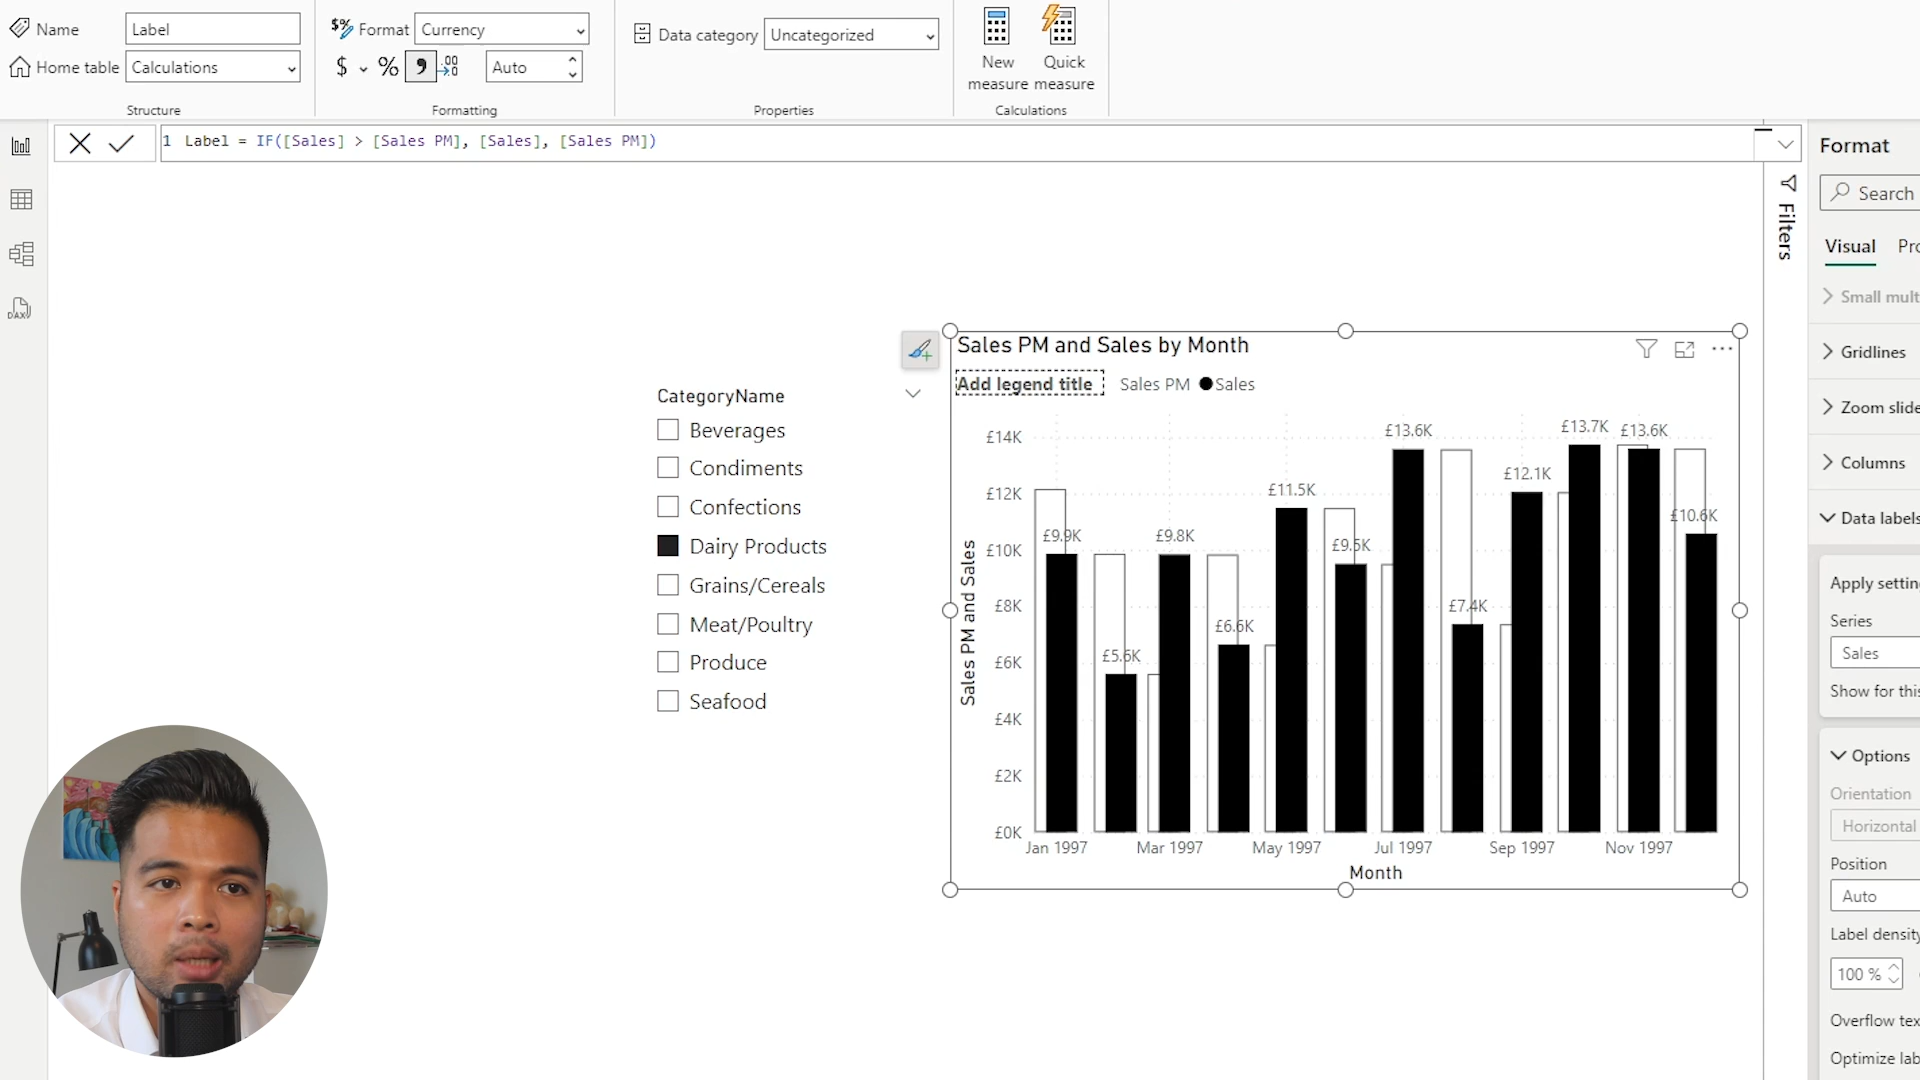 Name
Label
Format
Currency
Data category
Uncategorized
Home table
Calculations
$
%
Auto
New
measure
Quick
measure
Structure
Formatting
Properties
Calculations
1 Label = IF([Sales] > [Sales PM], [Sales], [Sales PM])
DAX
CategoryName
Beverages
Condiments
Confections
Dairy Products
Grains/Cereals
Meat/Poultry
Produce
Seafood
Sales PM and Sales by Month
Add legend title
Sales PM
Sales
Sales PM and Sales
£14K
£12K
£10K
£8K
£6K
£4K
£2K
£0K
£9.9K
£5.6K
£9.8K
£6.6K
£11.5K
£9.5K
£13.6K
£7.4K
£12.1K
£13.7K
£13.6K
£10.6K
Jan 1997
Mar 1997
May 1997
Jul 1997
Sep 1997
Nov 1997
Month
Filters
Format
Search
Visual
Pro
Small mult
Gridlines
Zoom slide
Columns
Data labels
Apply settin
Series
Sales
Show for this
Options
Orientation
Horizontal
Position
Auto
Label density
100 %
Overflow tex
Optimize lab